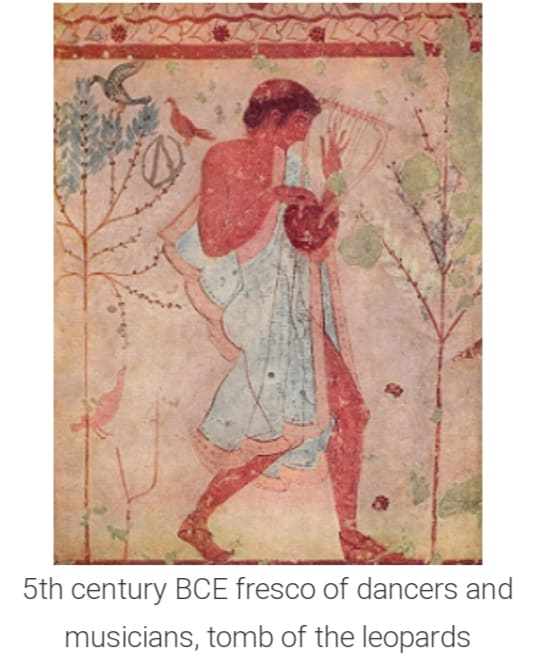 5th century BCE fresco of dancers and
musicians, tomb of the leopards